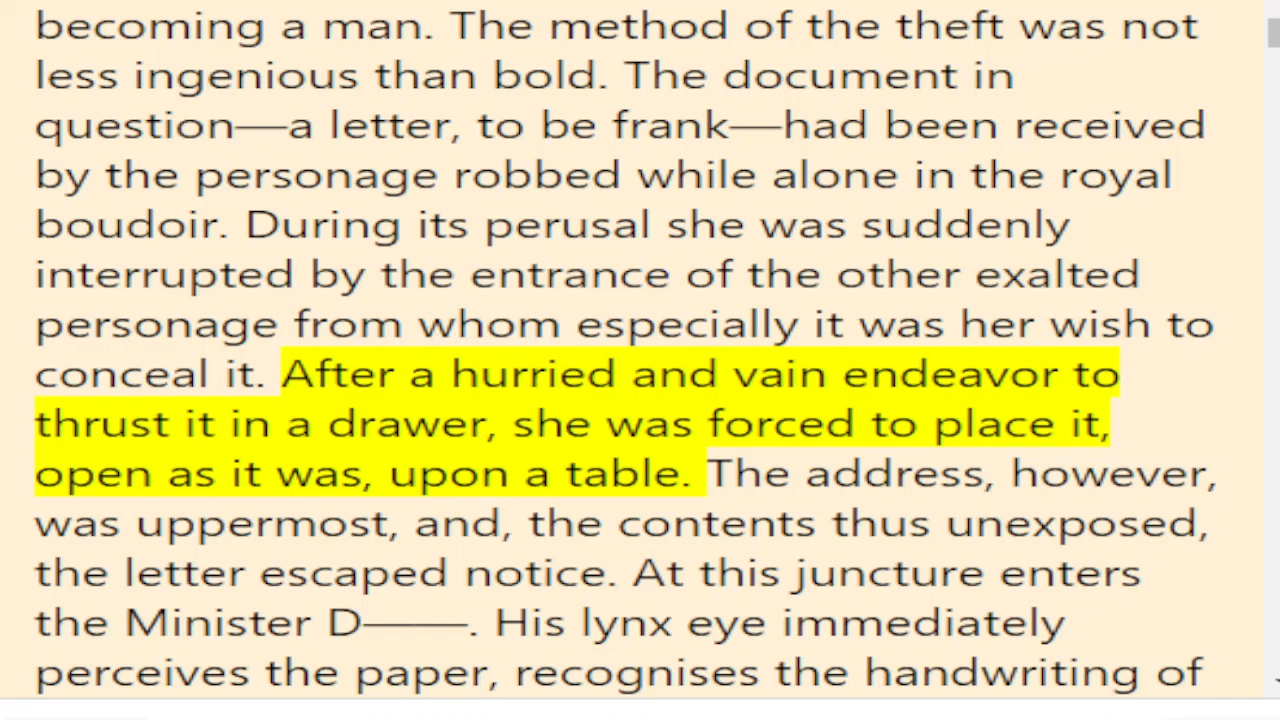 becoming a man. The method of the theft was not
less ingenious than bold. The document in
question—a letter, to be frank—had been received
by the personage robbed while alone in the royal
boudoir. During its perusal she was suddenly
interrupted by the entrance of the other exalted
personage from whom especially it was her wish to
conceal it. After a hurried and vain endeavor to
thrust it in a drawer, she was forced to place it,
open as it was, upon a table. The address, however,
was uppermost, and, the contents thus unexposed,
the letter escaped notice. At this juncture enters
the Minister D——. His lynx eye immediately
perceives the paper, recognises the handwriting of